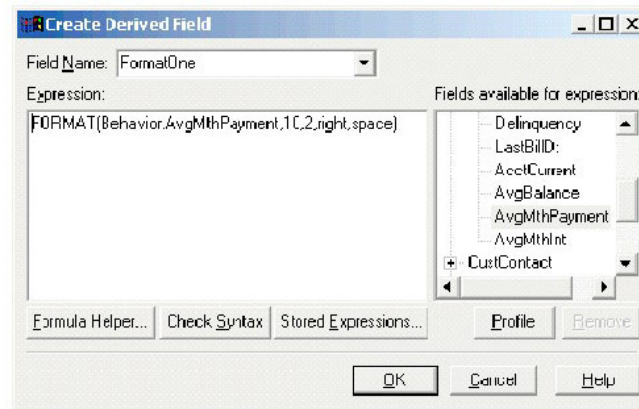 Create Derived Field
Field Name: FormatOne
Expression:
Fields available for expression:
FORMAT(Behavior.AvgMthPayment,10,2,right,space)
Delinquency
LastBillD:
AcctCurrent
AvgBalance
AvgMthPayment
AvgMthInt
CustContact
Formula Helper...
Check Syntax
Stored Expressions...
Profile
Remove
OK
Cancel
Help